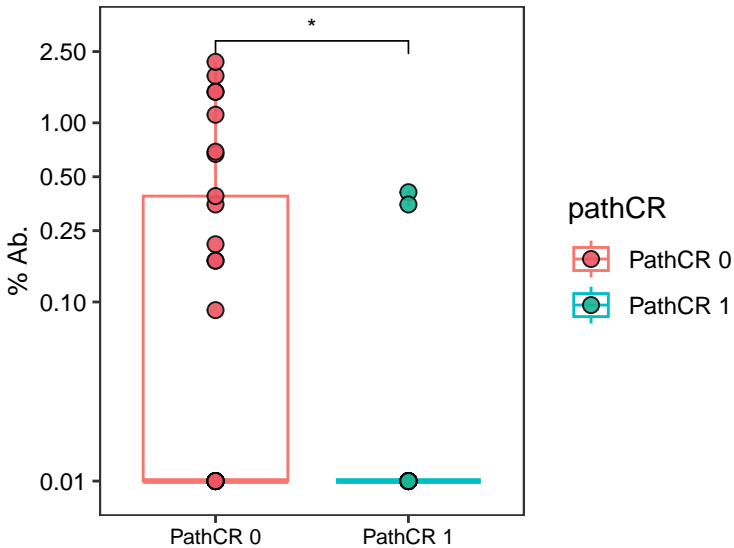 *
2.50
1.00
0.50
0.25
0.10
0.01
% Ab.
PathCR 0
PathCR 1
pathCR
PathCR 0
PathCR 1